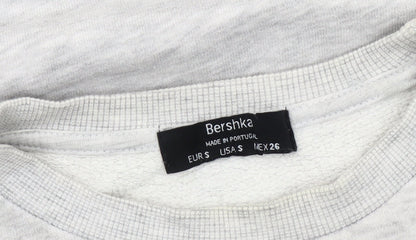 Bershka
MADE IN PORTUGAL
EUR S USA S MEX 26